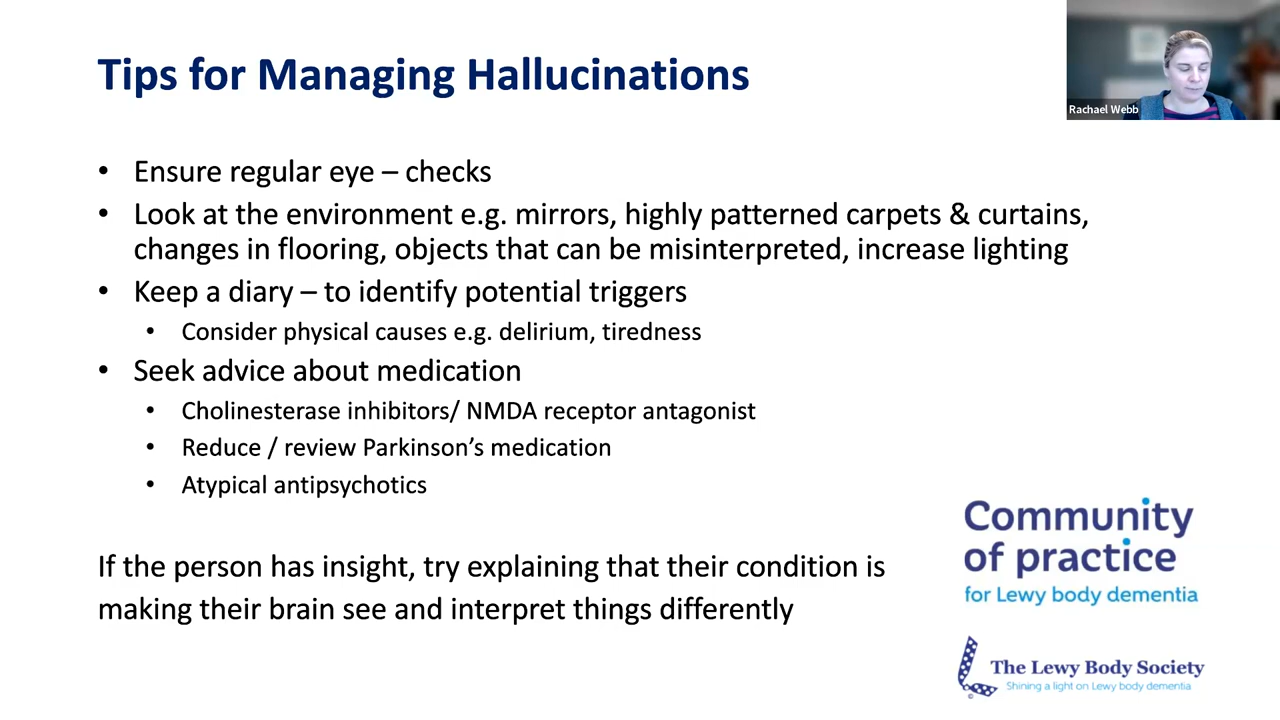 Tips for Managing Hallucinations
Rachael Webb
• Ensure regular eye – checks
• Look at the environment e.g. mirrors, highly patterned carpets & curtains,
changes in flooring, objects that can be misinterpreted, increase lighting
• Keep a diary – to identify potential triggers
• Consider physical causes e.g. delirium, tiredness
• Seek advice about medication
• Cholinesterase inhibitors/ NMDA receptor antagonist
• Reduce / review Parkinson’s medication
• Atypical antipsychotics
If the person has insight, try explaining that their condition is
making their brain see and interpret things differently
Community
of practice
for Lewy body dementia
The Lewy Body Society
Shining a light on Lewy body dementia
©